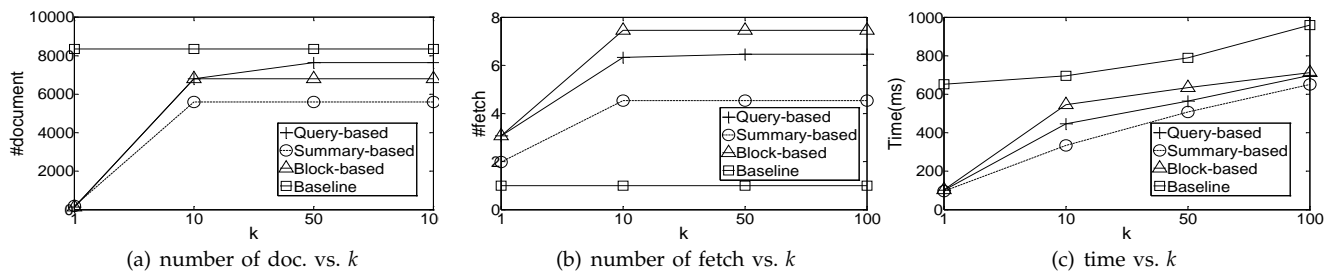 10000
8000
6000
4000
2000
0
#document
Query-based
Summary-based
Block-based
Baseline
1
10
50
10
k
(a) number of doc. vs. k
8
6
4
2
0
#fetch
Query-based
Summary-based
Block-based
Baseline
1
10
50
100
k
(b) number of fetch vs. k
1000
800
600
400
200
0
Time(ms)
Query-based
Summary-based
Block-based
Baseline
1
10
50
100
k
(c) time vs. k